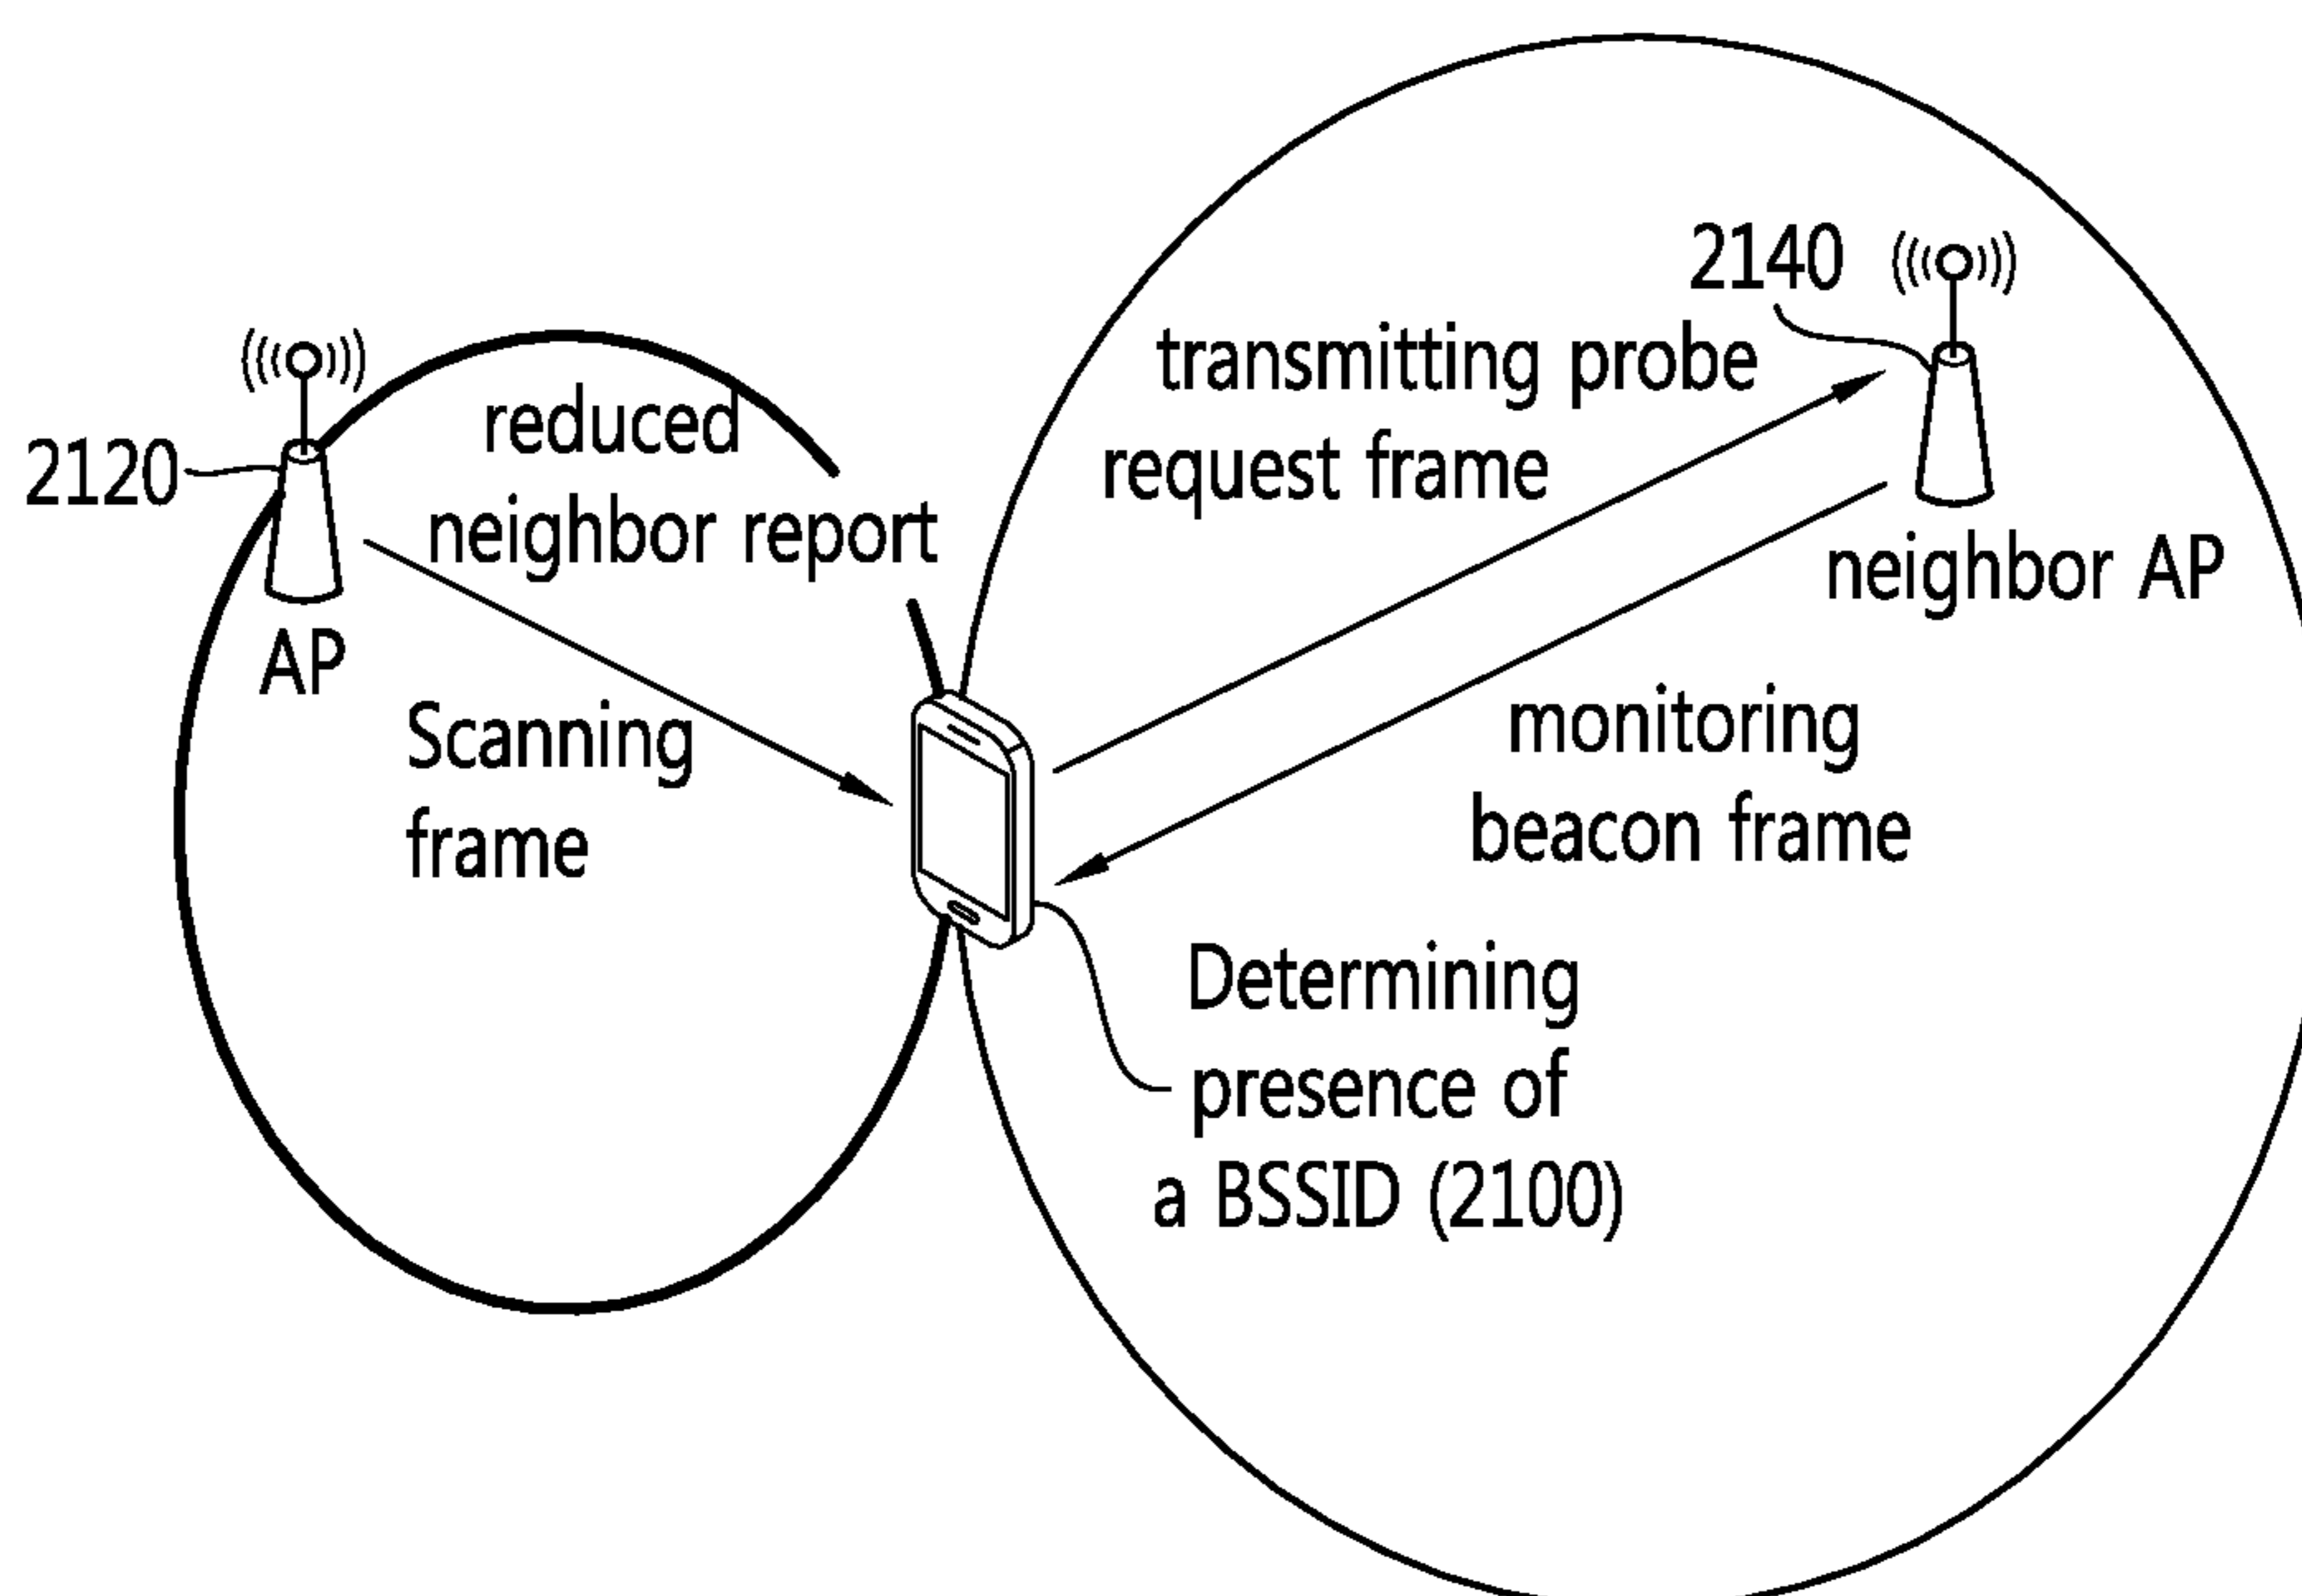 2120
AP
reduced
neighbor report
Scanning
frame
2140
transmitting probe
request frame
neighbor AP
monitoring
beacon frame
Determining
presence of
a BSSID (2100)